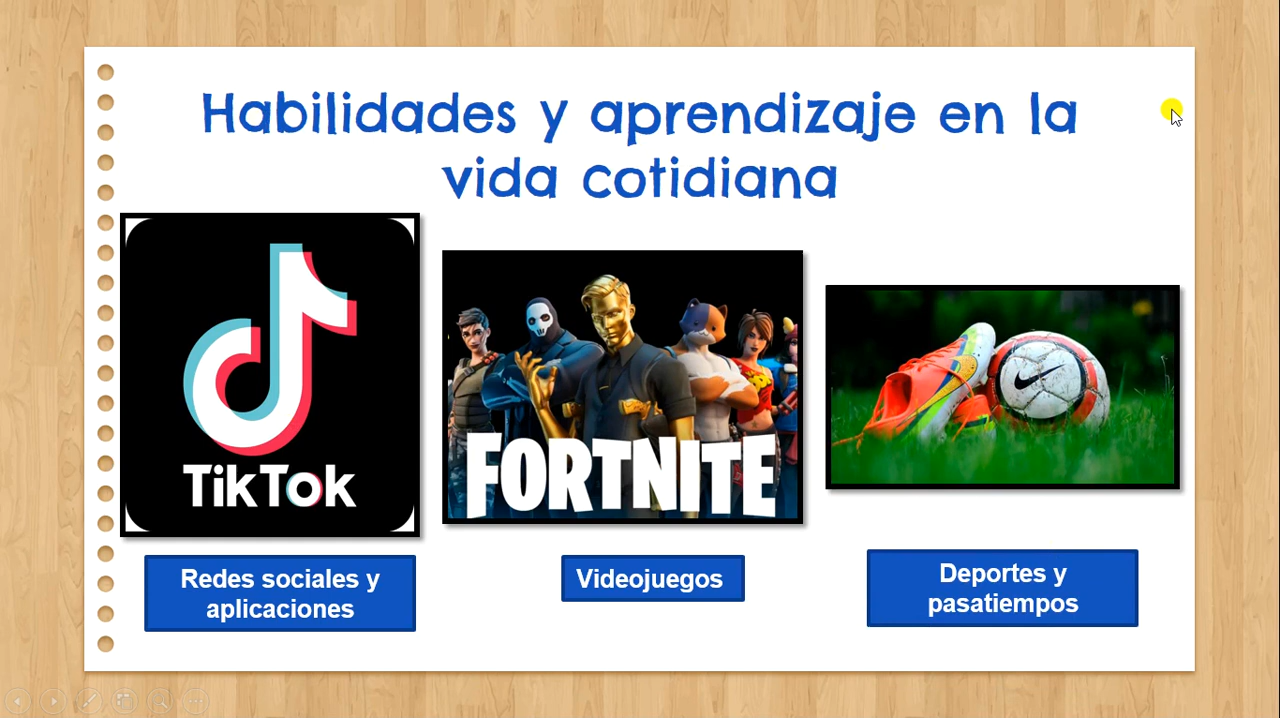 Habilidades y aprendizaje en la
vida cotidiana
TikTok
FORTNITE
Redes sociales y
aplicaciones
Videojuegos
Deportes y
pasatiempos